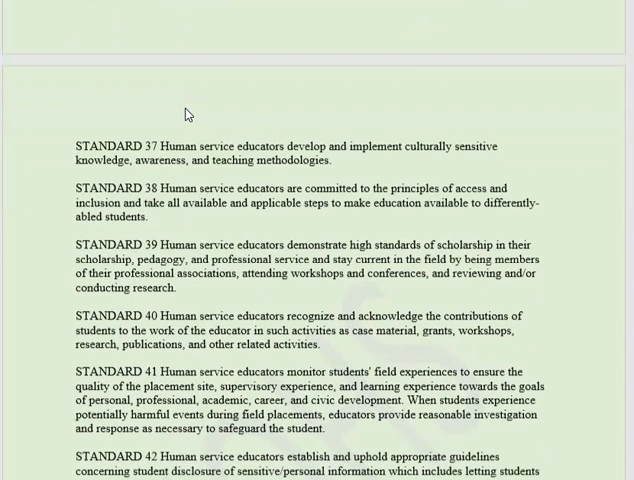 STANDARD 37 Human service educators develop and implement culturally sensitive
knowledge, awareness, and teaching methodologies.
STANDARD 38 Human service educators are committed to the principles of access and
inclusion and take all available and applicable steps to make education available to differently-
abled students.
STANDARD 39 Human service educators demonstrate high standards of scholarship in their
scholarship, pedagogy, and professional service and stay current in the field by being members
of their professional associations, attending workshops and conferences, and reviewing and/or
conducting research.
STANDARD 40 Human service educators recognize and acknowledge the contributions of
students to the work of the educator in such activities as case material, grants, workshops,
research, publications, and other related activities.
STANDARD 41 Human service educators monitor students' field experiences to ensure the
quality of the placement site, supervisory experience, and learning experience towards the goals
of personal, professional, academic, career, and civic development. When students experience
potentially harmful events during field placements, educators provide reasonable investigation
and response as necessary to safeguard the student.
STANDARD 42 Human service educators establish and uphold appropriate guidelines
concerning student disclosure of sensitive/personal information which includes letting students